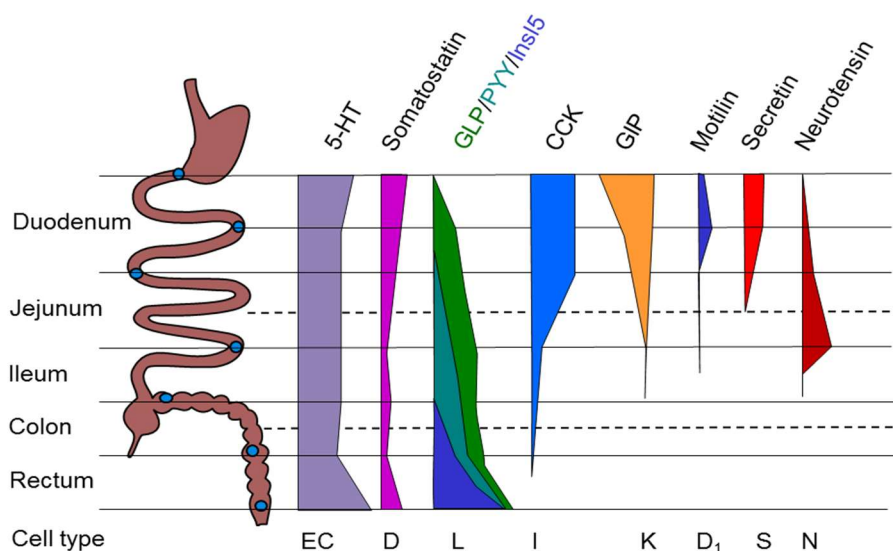 5-HT
Somatostatin
GLP/PYY/Insl5
CCK
GIP
Motilin
Secretin
Neurotensin
Duodenum
Jejunum
Ileum
Colon
Rectum
Cell type EC D L I K D₁ S N